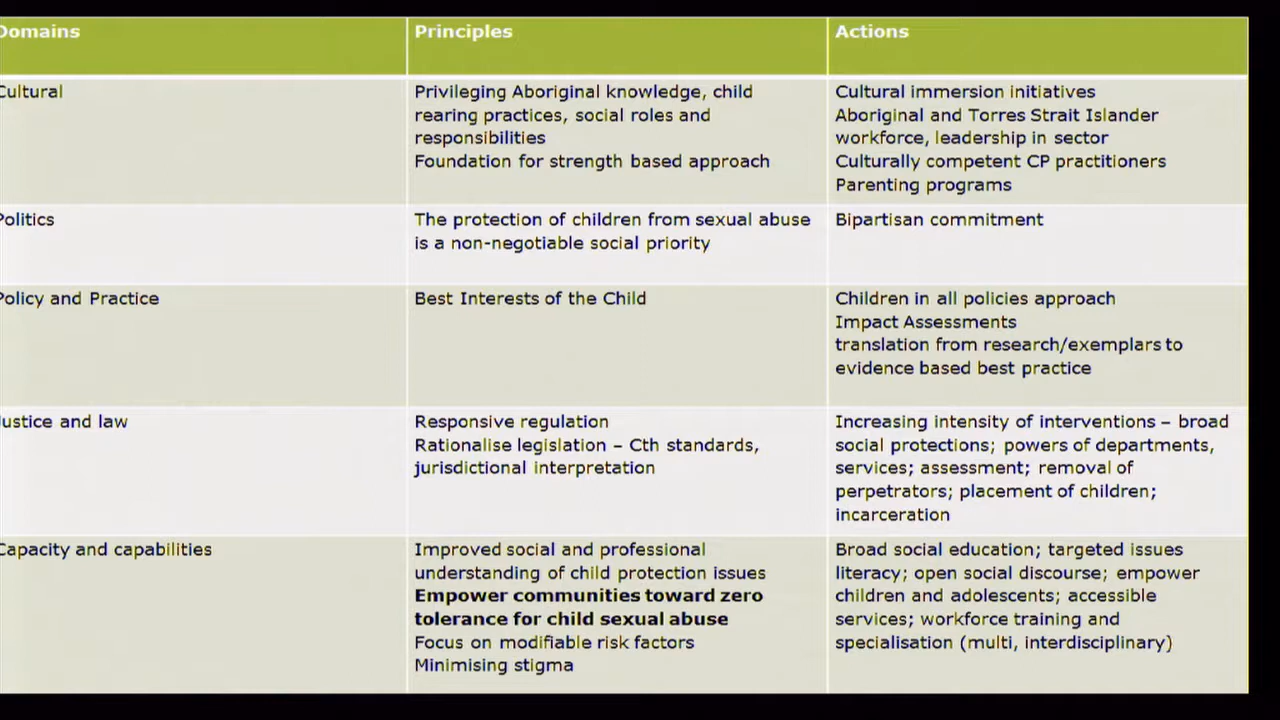 Domains Principles Actions
Cultural
Privileging Aboriginal knowledge, child
rearing practices, social roles and
responsibilities
Foundation for strength based approach
Cultural immersion initiatives
Aboriginal and Torres Strait Islander
workforce, leadership in sector
Culturally competent CP practitioners
Parenting programs
Politics
The protection of children from sexual abuse
is a non-negotiable social priority
Bipartisan commitment
Policy and Practice
Best Interests of the Child
Children in all policies approach
Impact Assessments
translation from research/exemplars to
evidence based best practice
Justice and law
Responsive regulation
Rationalise legislation – Cth standards,
jurisdictional interpretation
Increasing intensity of interventions – broad
social protections; powers of departments,
services; assessment; removal of
perpetrators; placement of children;
incarceration
Capacity and capabilities
Improved social and professional
understanding of child protection issues
Empower communities toward zero
tolerance for child sexual abuse
Focus on modifiable risk factors
Minimising stigma
Broad social education; targeted issues
literacy; open social discourse; empower
children and adolescents; accessible
services; workforce training and
specialisation (multi, interdisciplinary)